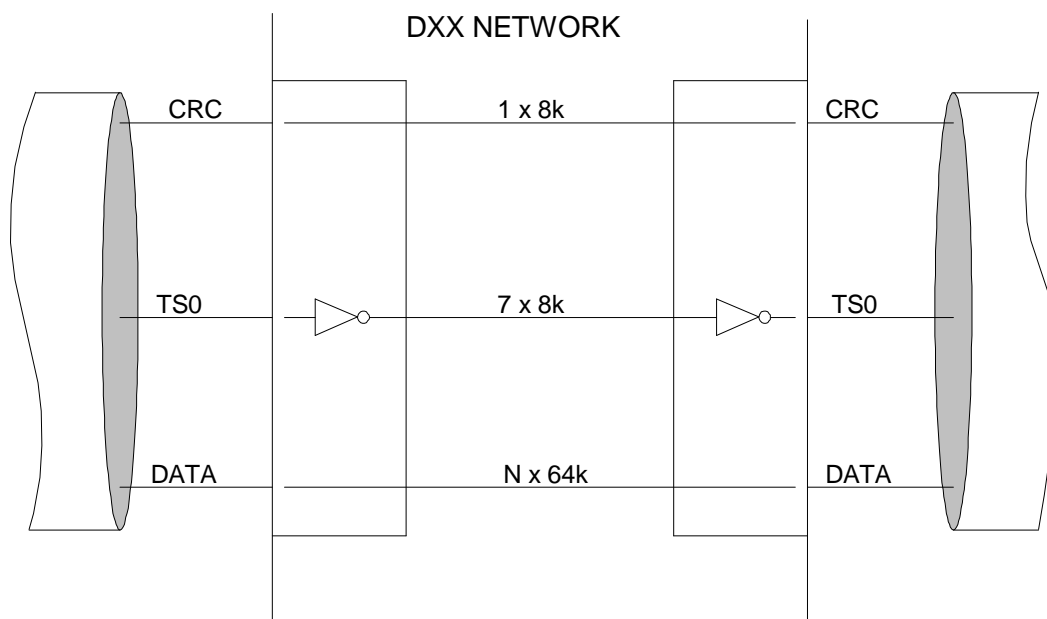 DXX NETWORK
CRC 1 x 8k CRC
TS0 7 x 8k TS0
DATA N x 64k DATA